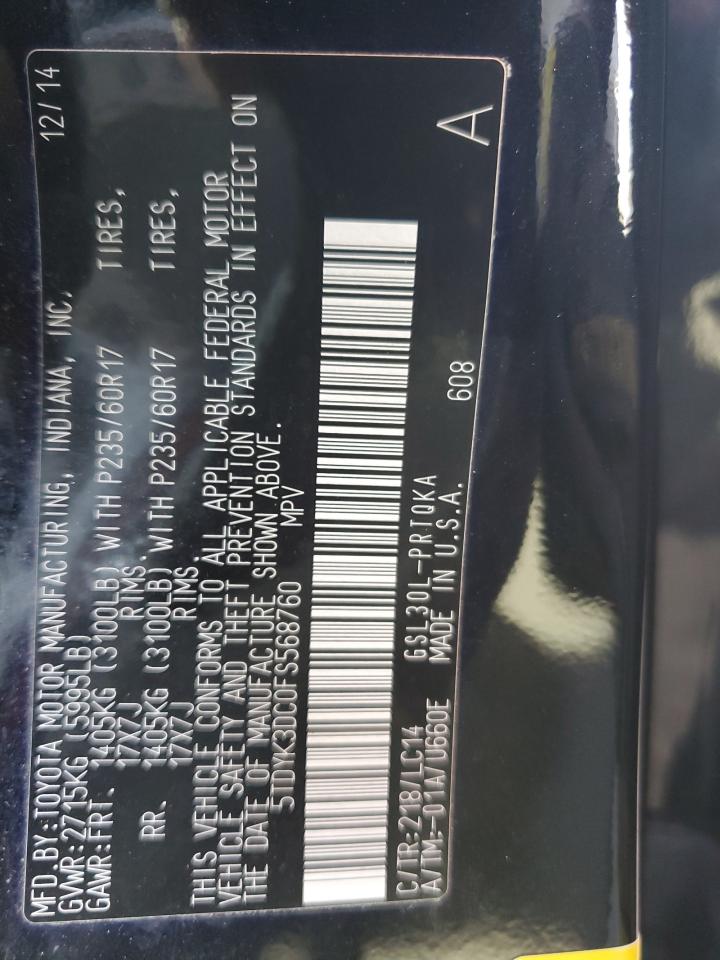 MFD.BY:TOYOTA MOTOR MANUFACTURING, INDIANA, INC. 12/14
GVWR:2715KG (5995LB)
GAWR:FRT. 1405KG (3100LB) WITH P235/60R17 TIRES,
17X7J RIMS.
RR. 1405KG (3100LB) WITH P235/60R17 TIRES,
17X7J RIMS.
THIS VEHICLE CONFORMS TO ALL APPLICABLE FEDERAL MOTOR
VEHICLE SAFETY AND THEFT PREVENTION STANDARDS IN EFFECT ON
THE DATE OF MANUFACTURE SHOWN ABOVE.
5TDYK3DC0FS568760 MPV
C/TR:218/LC14 GSL30L-PRTQKA
A/TM:-01A/U660E MADE IN U.S.A. 608 A